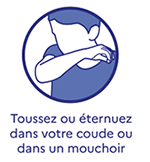 Toussez ou éternuez
dans votre coude ou
dans un mouchoir